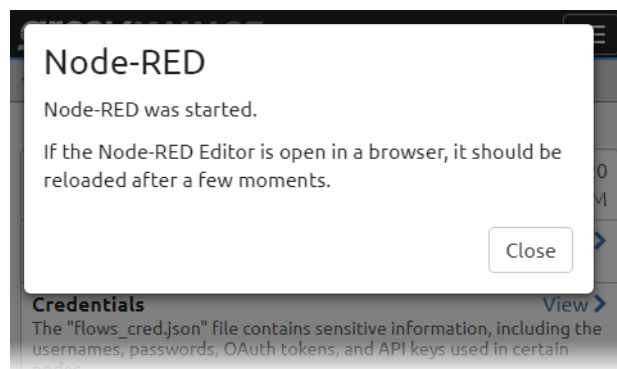 Node-RED
Node-RED was started.
If the Node-RED Editor is open in a browser, it should be
reloaded after a few moments.
Close
Credentials
View
The "flows_cred.json" file contains sensitive information, including the
usernames, passwords, OAuth tokens, and API keys used in certain